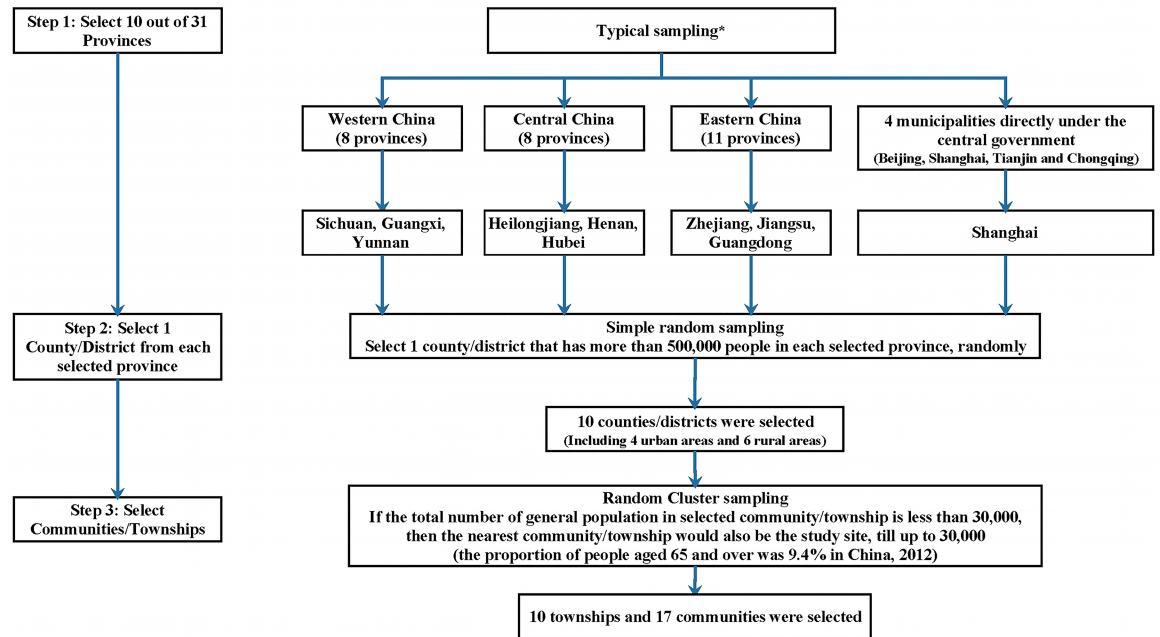 Step 1: Select 10 out of 31
Provinces
Typical sampling*
Western China
(8 provinces)
Central China
(8 provinces)
Eastern China
(11 provinces)
4 municipalities directly under the
central government
(Beijing, Shanghai, Tianjin and Chongqing)
Sichuan, Guangxi,
Yunnan
Heilongjiang, Henan,
Hubei
Zhejiang, Jiangsu,
Guangdong
Shanghai
Step 2: Select 1
County/District from each
selected province
Simple random sampling
Select 1 county/district that has more than 500,000 people in each selected province, randomly
10 counties/districts were selected
(Including 4 urban areas and 6 rural areas)
Step 3: Select
Communities/Townships
Random Cluster sampling
If the total number of general population in selected community/township is less than 30,000,
then the nearest community/township would also be the study site, till up to 30,000
(the proportion of people aged 65 and over was 9.4% in China, 2012)
10 townships and 17 communities were selected